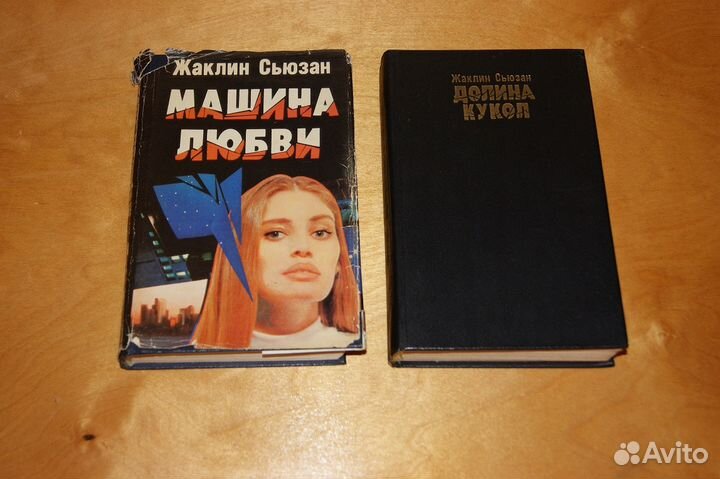 Жаклин Сьюзан
МАШИНА
ЛЮБВИ
Жаклин Сьюзан
ДОЛИНА
КУКОЛ
Avito